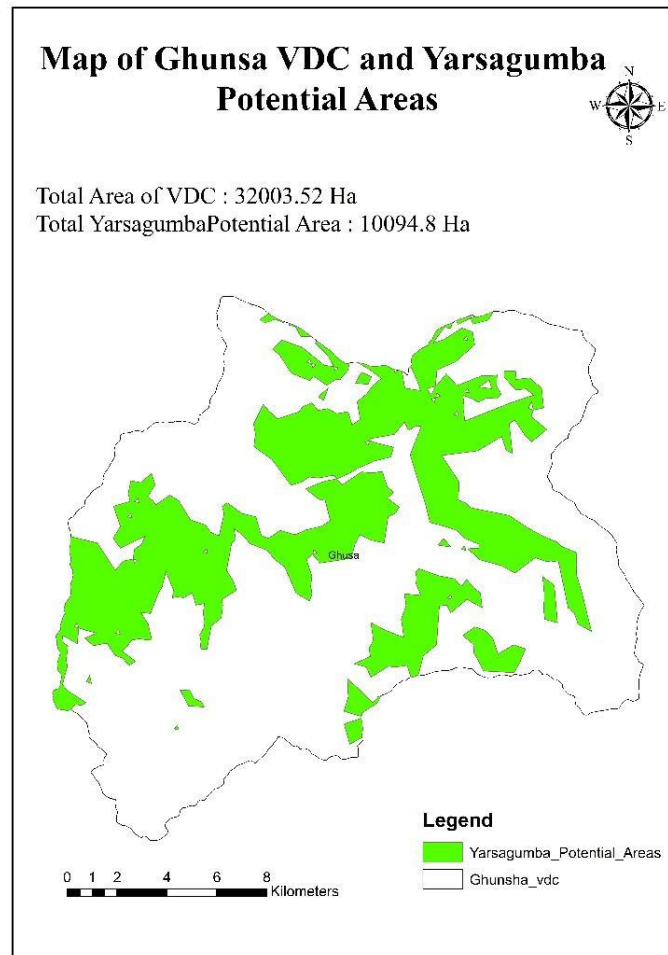 Map of Ghunsa VDC and Yarsagumba
Potential Areas
N
W E
S
Total Area of VDC : 32003.52 Ha
Total YarsagumbaPotential Area : 10094.8 Ha
Ghusa
Legend
Yarsagumba_Potential_Areas
Ghunsha_vdc
0 1 2 4 6 8
Kilometers